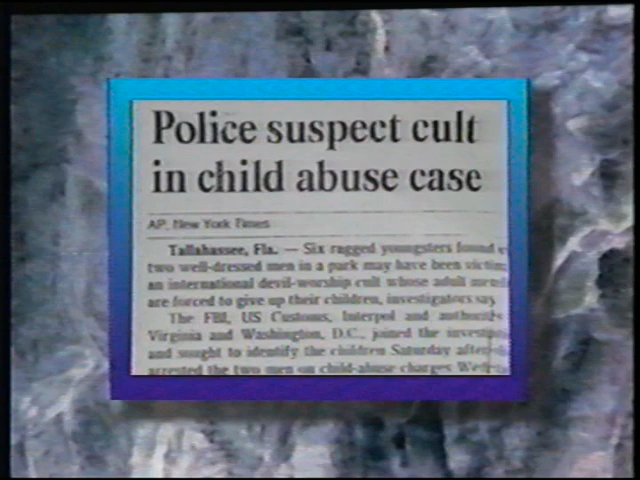 Police suspect cult
in child abuse case
AP, New York Times
Tallahassee, Fla. — Six ragged youngsters found
two well-dressed men in a park may have been
an international devil-worship cult whose adult
are forced to give up their children, investigators say
The FBI, US Customs, Interpol and
Virginia and Washington, D.C., joined the
and sought to identify the children Saturday
arrested the two men on child-abuse charges